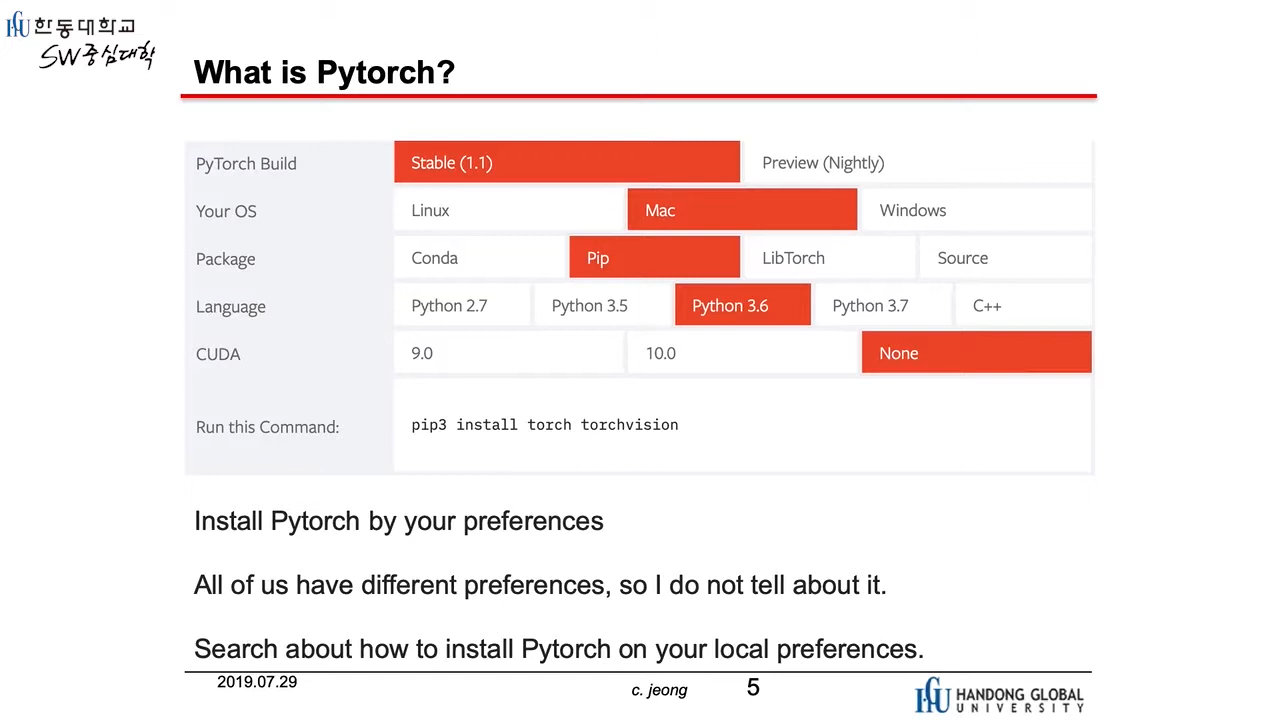 한동대학교
SW중심대학
What is Pytorch?
PyTorch Build Stable (1.1) Preview (Nightly)
Your OS Linux Mac Windows
Package Conda Pip LibTorch Source
Language Python 2.7 Python 3.5 Python 3.6 Python 3.7 C++
CUDA 9.0 10.0 None
Run this Command: pip3 install torch torchvision
Install Pytorch by your preferences
All of us have different preferences, so I do not tell about it.
Search about how to install Pytorch on your local preferences.
2019.07.29 c. jeong 5
HANDONG GLOBAL
UNIVERSITY